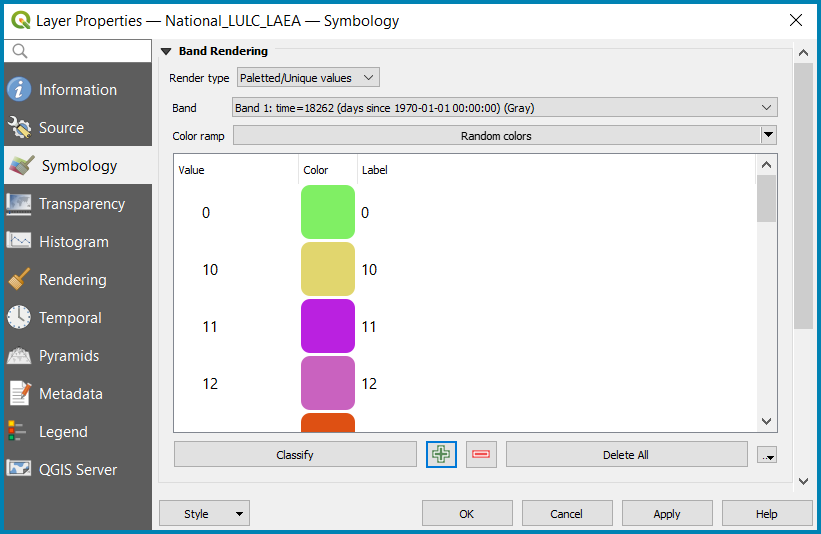 Layer Properties — National_LULC_LAEA — Symbology
Information
Source
Symbology
Transparency
Histogram
Rendering
Temporal
Pyramids
Metadata
Legend
QGIS Server
Band Rendering
Render type Paletted/Unique values
Band Band 1: time=18262 (days since 1970-01-01 00:00:00) (Gray)
Color ramp Random colors
Value Color Label
0 0
10 10
11 11
12 12
Classify Delete All ...
Style OK Cancel Apply Help